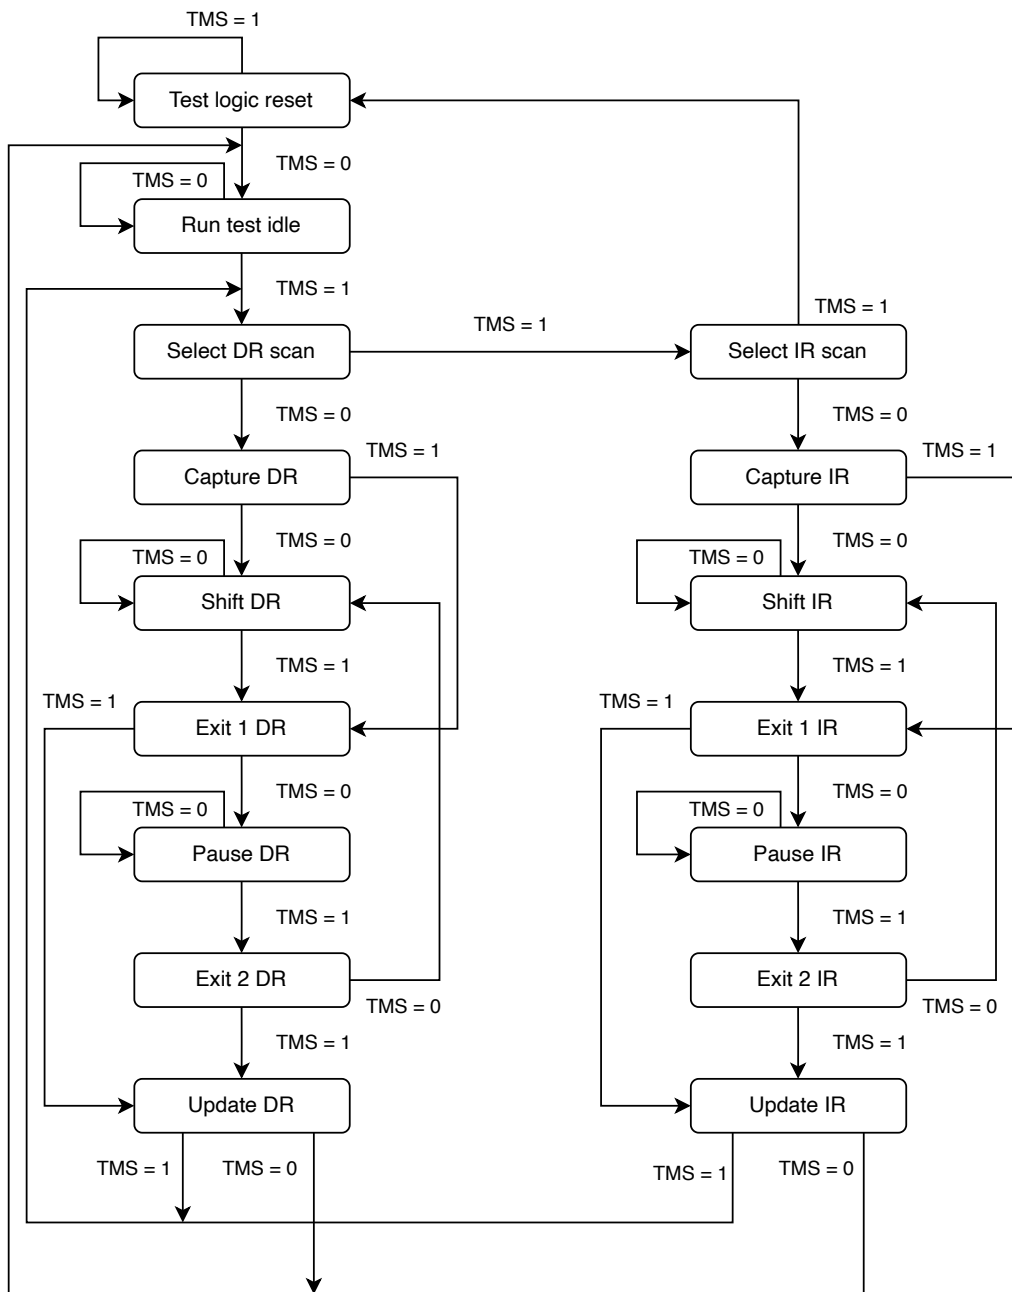 TMS = 1
Test logic reset
TMS = 0
TMS = 0
Run test idle
TMS = 1
TMS = 1
TMS = 1
Select DR scan
Select IR scan
TMS = 0
TMS = 0
TMS = 1
TMS = 1
Capture DR
Capture IR
TMS = 0
TMS = 0
TMS = 0
TMS = 0
Shift DR
Shift IR
TMS = 1
TMS = 1
TMS = 1
TMS = 1
Exit 1 DR
Exit 1 IR
TMS = 0
TMS = 0
TMS = 0
TMS = 0
Pause DR
Pause IR
TMS = 1
TMS = 1
Exit 2 DR
Exit 2 IR
TMS = 0
TMS = 0
TMS = 1
TMS = 1
Update DR
Update IR
TMS = 1
TMS = 0
TMS = 1
TMS = 0